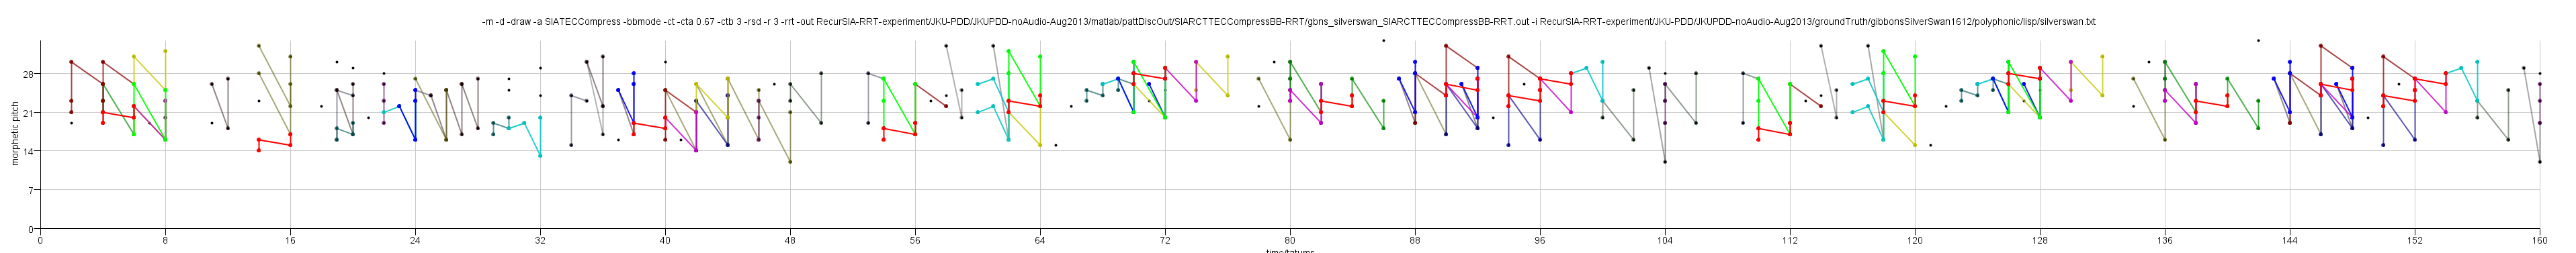 -m -d -draw -a SIATECCompress -bbmode -ct -cta 0.67 -ctb 3 -rsd -r 3 -rrt -out RecurSIA-RRT-experiment/JKU-PDD/JKUPDD-noAudio-Aug2013/matlab/pattDiscOut/SIARCTTECCompressBB-RRT/gbns_silverswan_SIARCTTECCompressBB-RRT.out -i RecurSIA-RRT-experiment/JKU-PDD/JKUPDD-noAudio-Aug2013/groundTruth/gibbonsSilverSwan1612/polyphonic/lisp/silverswan.txt
28
21
14
7
0
morphetic pitch
0 8 16 24 32 40 48 56 64 72 80 88 96 104 112 120 128 136 144 152 160
time/tatums